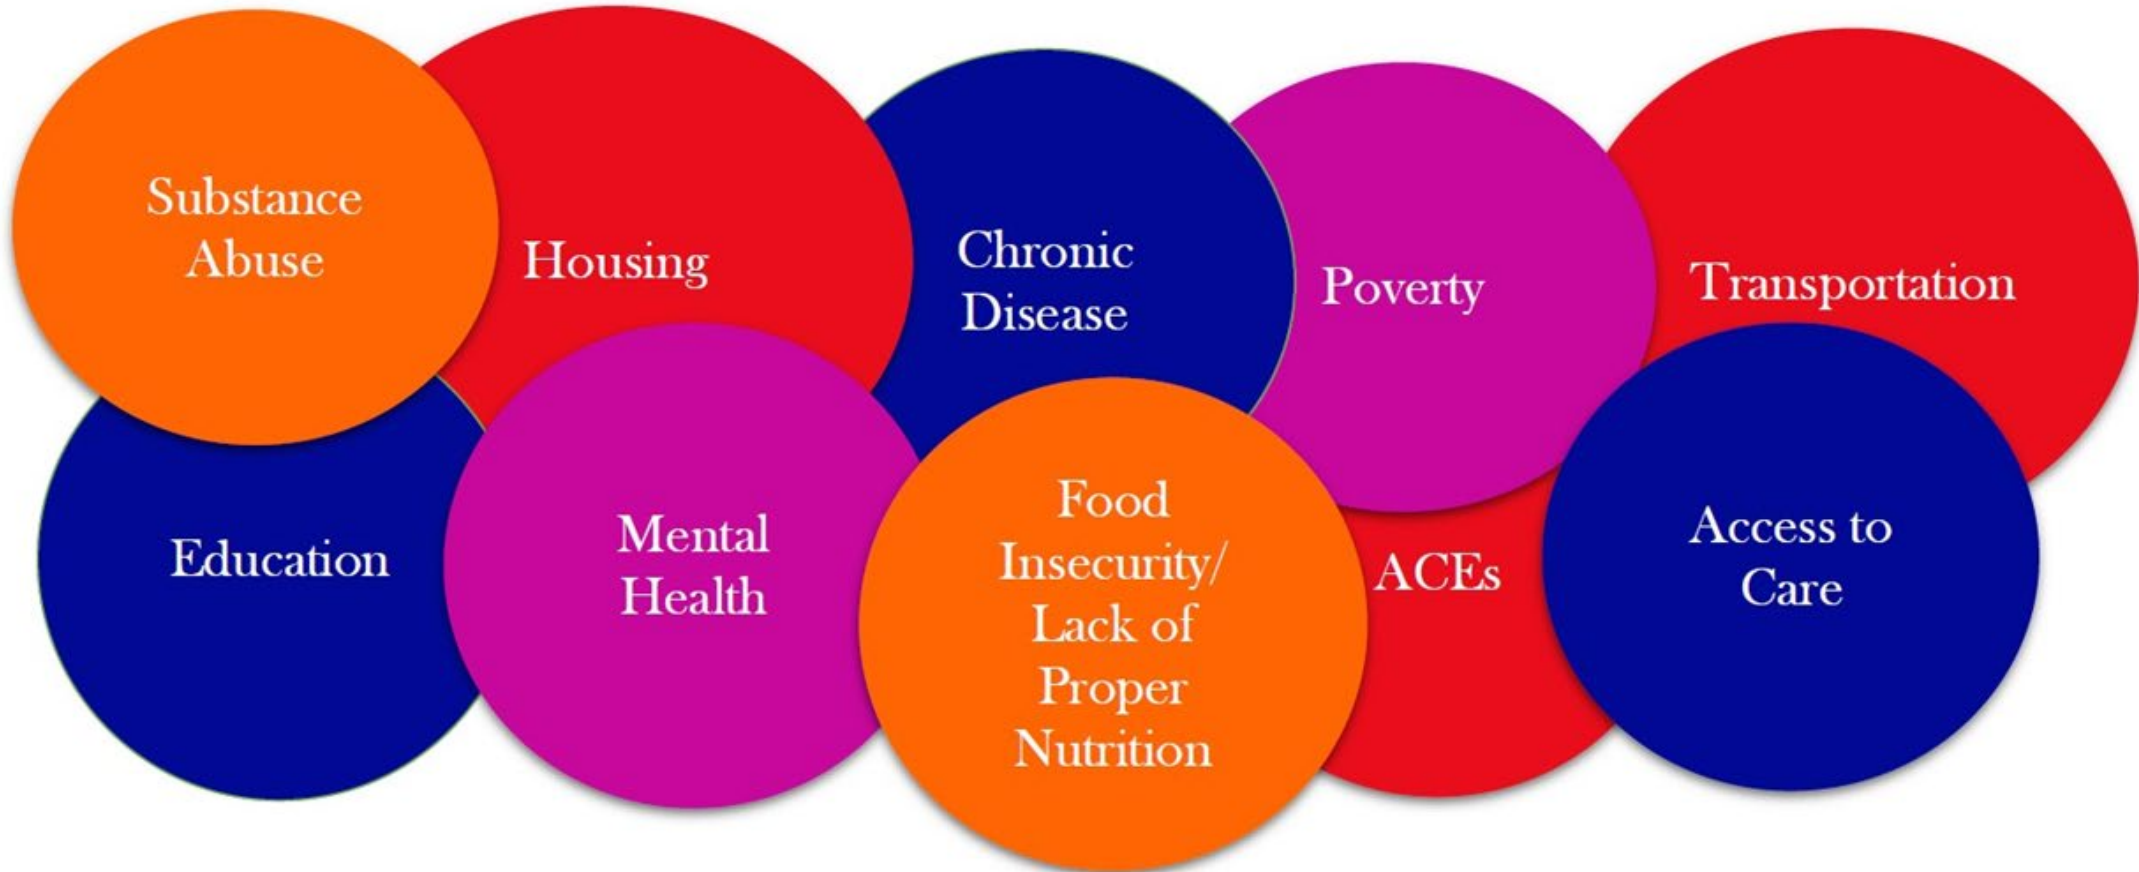 Substance
Abuse
Housing
Chronic
Disease
Poverty
Transportation
Education
Mental
Health
Food
Insecurity/
Lack of
Proper
Nutrition
ACEs
Access to
Care